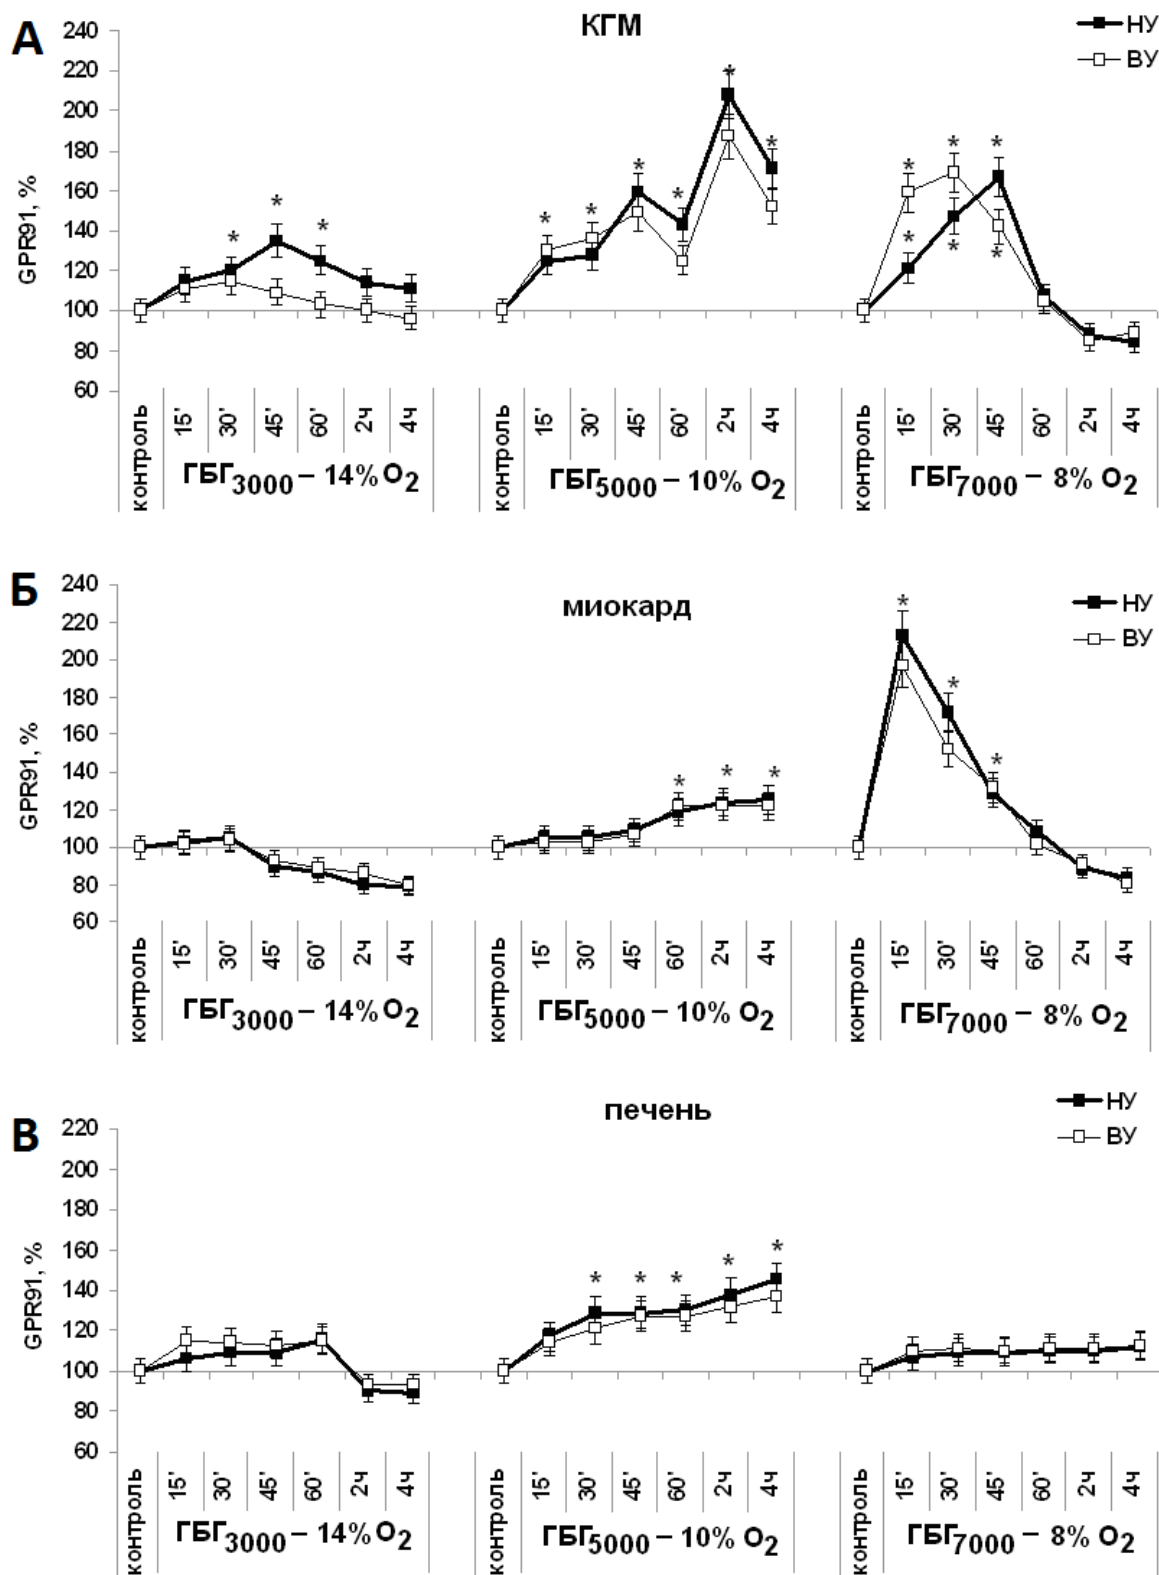 А
КГМ
НУ
ВУ
GPR91, %
240
220
200
180
160
140
120
100
80
60
* * * * * * * * * * * * * * *
контроль 15' 30' 45' 60' 2ч 4ч
ГБГ3000 – 14% O2
контроль 15' 30' 45' 60' 2ч 4ч
ГБГ5000 – 10% O2
контроль 15' 30' 45' 60' 2ч 4ч
ГБГ7000 – 8% O2
Б
миокард
НУ
ВУ
GPR91, %
240
220
200
180
160
140
120
100
80
60
* * * * * *
контроль 15' 30' 45' 60' 2ч 4ч
ГБГ3000 – 14% O2
контроль 15' 30' 45' 60' 2ч 4ч
ГБГ5000 – 10% O2
контроль 15' 30' 45' 60' 2ч 4ч
ГБГ7000 – 8% O2
В
печень
НУ
ВУ
GPR91, %
220
200
180
160
140
120
100
80
60
* * * * *
контроль 15' 30' 45' 60' 2ч 4ч
ГБГ3000 – 14% O2
контроль 15' 30' 45' 60' 2ч 4ч
ГБГ5000 – 10% O2
контроль 15' 30' 45' 60' 2ч 4ч
ГБГ7000 – 8% O2